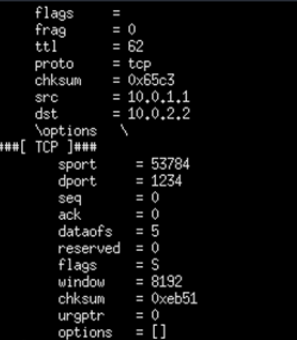 flags     =
frag      = 0
ttl       = 62
proto     = tcp
chksum    = 0x65c3
src       = 10.0.1.1
dst       = 10.0.2.2
\options   \
###[ TCP ]###
sport     = 53784
dport     = 1234
seq       = 0
ack       = 0
dataofs   = 5
reserved  = 0
flags     = S
window    = 8192
chksum    = 0xeb51
urgptr    = 0
options   = []